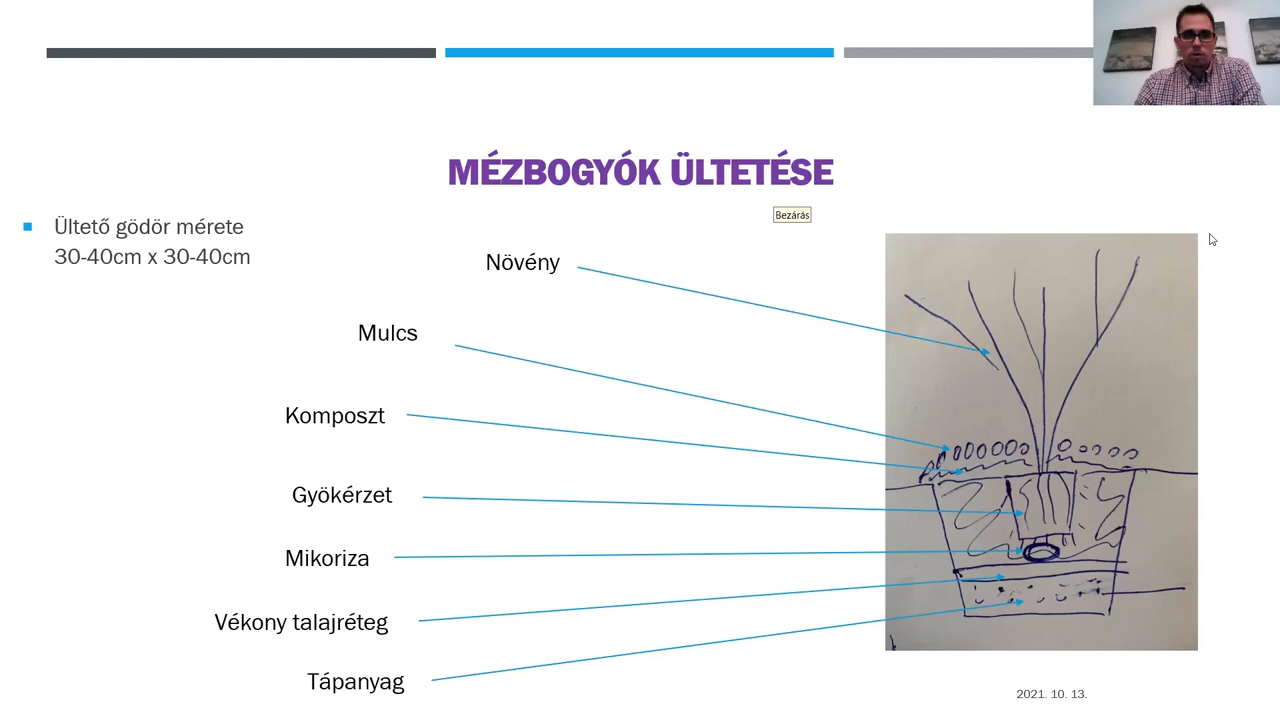 MÉZBOGYÓK ÜLTETÉSE
Bezárás
Ültető gödör mérete
30-40cm x 30-40cm
Növény
Mulcs
Komposzt
Gyökérzet
Mikoriza
Vékony talajréteg
Tápanyag
2021. 10. 13.